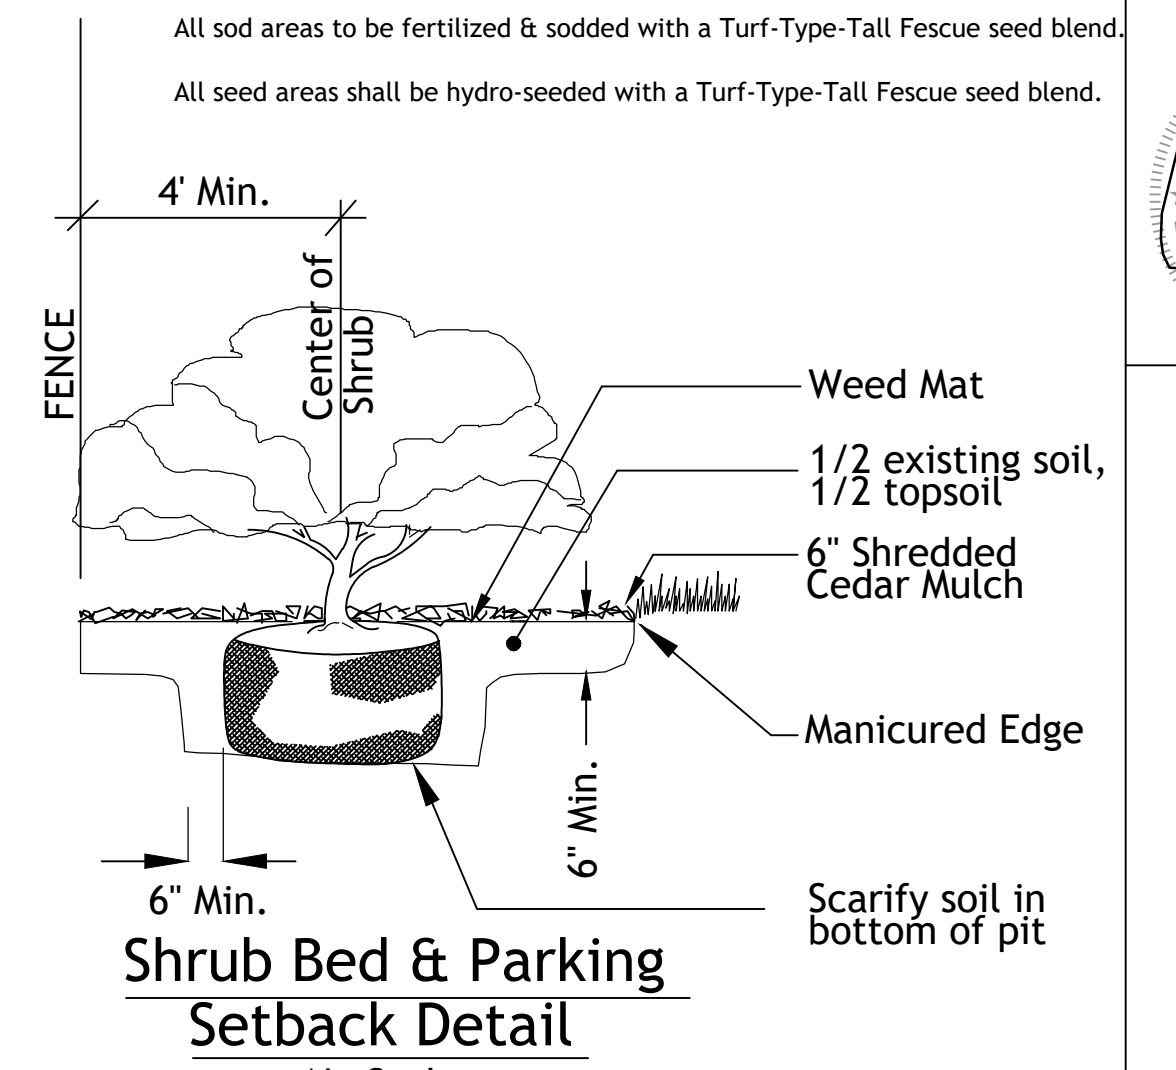 All sod areas to be fertilized & sodded with a Turf-Type-Tall Fescue seed blend.
All seed areas shall be hydro-seeded with a Turf-Type-Tall Fescue seed blend.
4' Min.
FENCE
Center of
Shrub
Weed Mat
1/2 existing soil,
1/2 topsoil
6" Shredded
Cedar Mulch
Manicured Edge
6" Min.
6" Min.
Scarify soil in
bottom of pit
Shrub Bed & Parking
Setback Detail